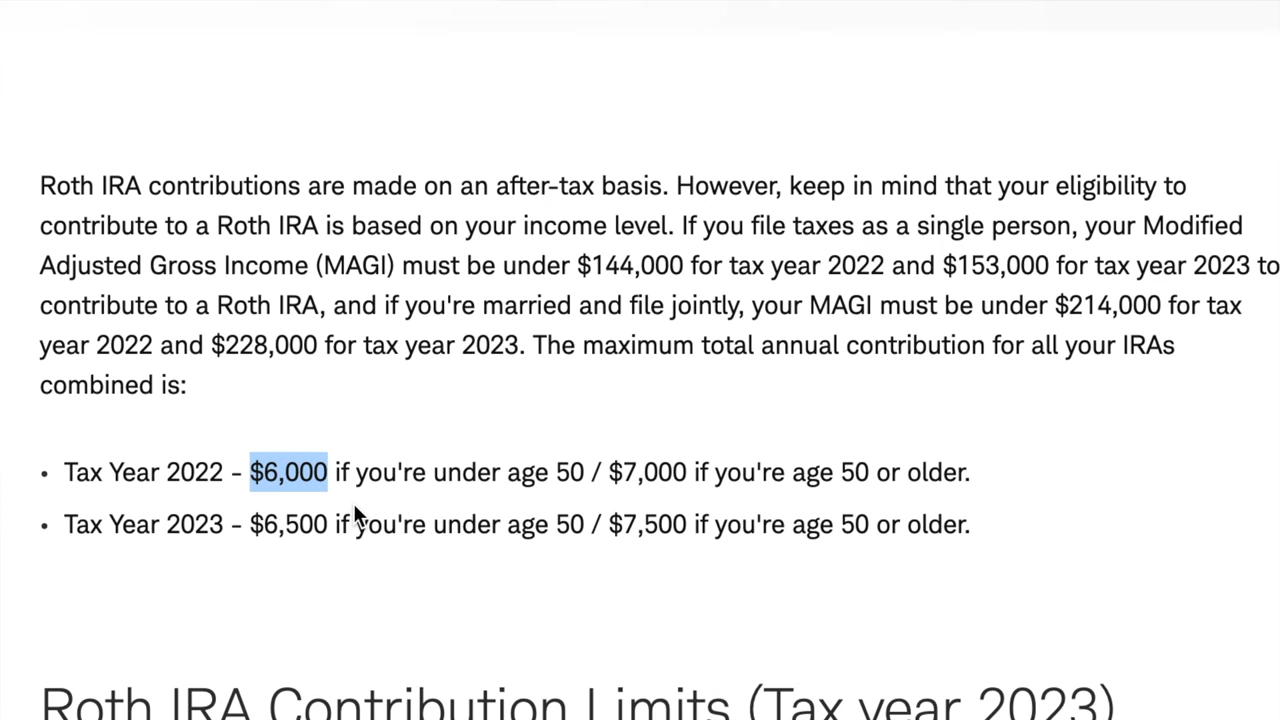 Roth IRA contributions are made on an after-tax basis. However, keep in mind that your eligibility to
contribute to a Roth IRA is based on your income level. If you file taxes as a single person, your Modified
Adjusted Gross Income (MAGI) must be under $144,000 for tax year 2022 and $153,000 for tax year 2023 to
contribute to a Roth IRA, and if you're married and file jointly, your MAGI must be under $214,000 for tax
year 2022 and $228,000 for tax year 2023. The maximum total annual contribution for all your IRAs
combined is:
• Tax Year 2022 - $6,000 if you're under age 50 / $7,000 if you're age 50 or older.
• Tax Year 2023 - $6,500 if you're under age 50 / $7,500 if you're age 50 or older.
Roth IRA Contribution Limits (Tax year 2023)